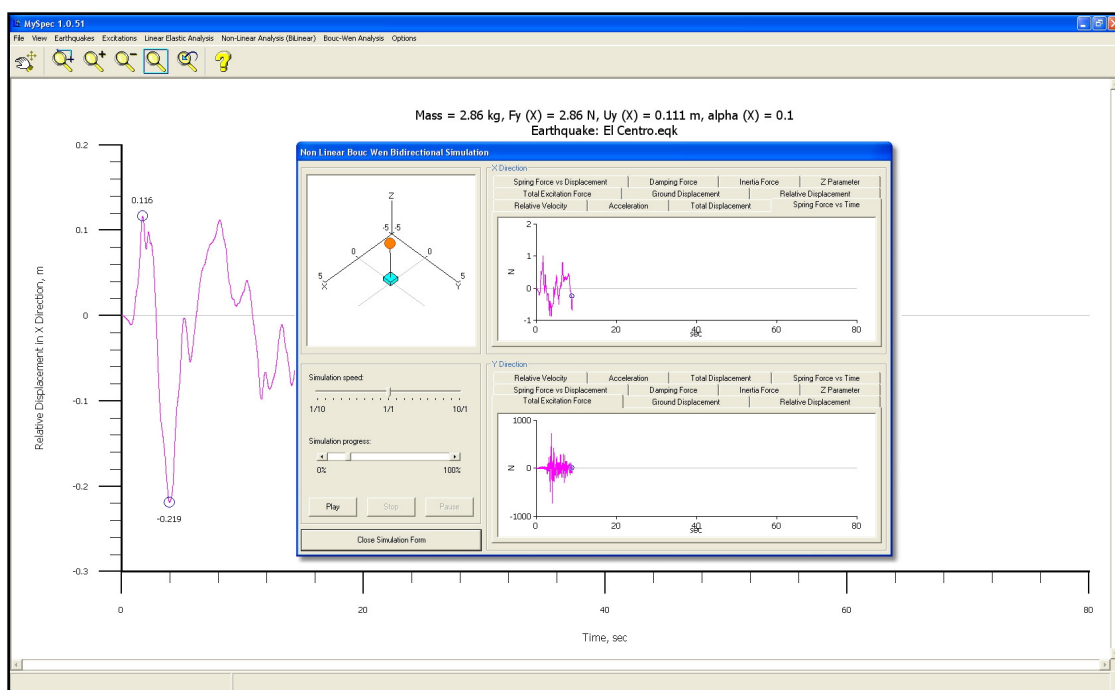 MySpec 1.0.51
File View Earthquakes Excitations Linear Elastic Analysis Non-Linear Analysis (BiLinear) Bouc-Wen Analysis Options
Mass = 2.86 kg, Fy (X) = 2.86 N, Uy (X) = 0.111 m, alpha (X) = 0.1
Earthquake: El Centro.eqk
Relative Displacement in X Direction, m
0.2
0.1
0
-0.1
-0.2
-0.3
0.116
-0.219
0 20 40 60 80
Time, sec
Non Linear Bouc Wen Bidirectional Simulation
Z
-5 -5
0 0
5 5
X Y
Simulation speed:
1/10 1/1 10/1
Simulation progress:
0% 100%
Play Stop Pause
Close Simulation Form
X Direction
Spring Force vs Displacement Damping Force Inertia Force Z Parameter
Total Excitation Force Ground Displacement Relative Displacement
Relative Velocity Acceleration Total Displacement Spring Force vs Time
2
1
0
-1
N
0 20 40 60 80
sec
Y Direction
Relative Velocity Acceleration Total Displacement Spring Force vs Time
Spring Force vs Displacement Damping Force Inertia Force Z Parameter
Total Excitation Force Ground Displacement Relative Displacement
1000
0
-1000
N
0 20 40 60 80
sec